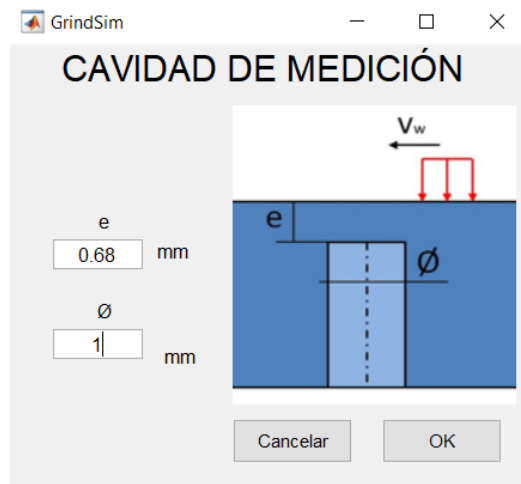 GrindSim
CAVIDAD DE MEDICIÓN
Vw
e
Ø
e
0.68 mm
Ø
1 mm
Cancelar OK